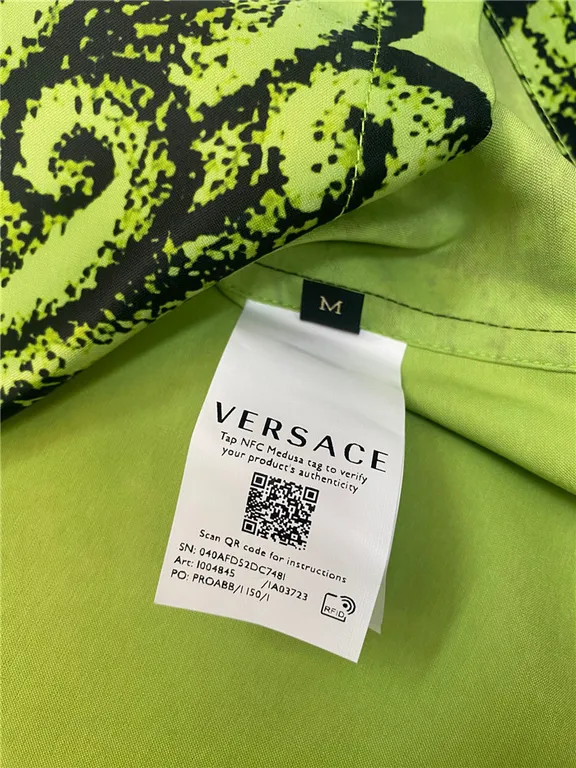 M
VERSACE
Tap NFC Medusa tag to verify
your product's authenticity
Scan QR code for instructions
SN: 040AFD52DC7481
Art: 1004845 /1A03723
PO: PROABB/1150/1
RFID